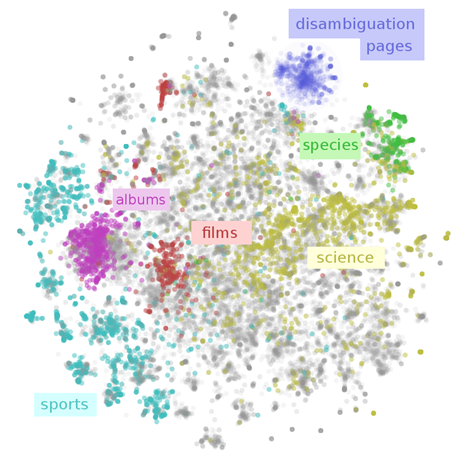 disambiguation
pages
species
albums
films
science
sports